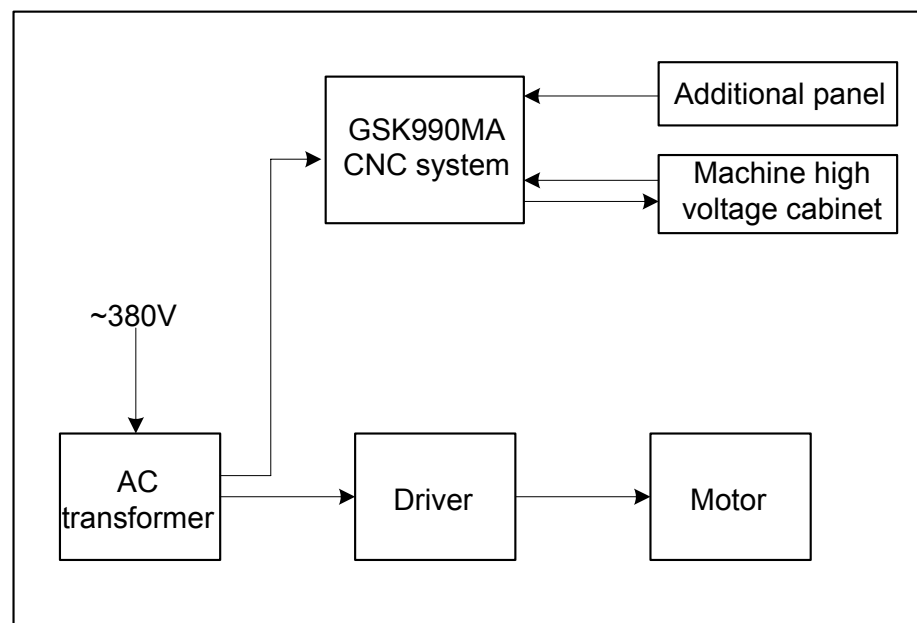 GSK990MA
CNC system
Additional panel
Machine high
voltage cabinet
~380V
AC
transformer
Driver
Motor